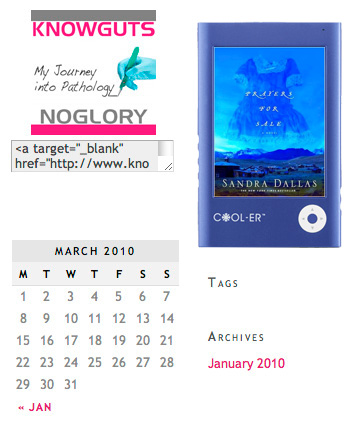 KNOWGUTS
My Journey
into Pathology
NOGLORY
<a target="_blank"
href="http://www.kno
MARCH 2010
M T W T F S S
1 2 3 4 5 6 7
8 9 10 11 12 13 14
15 16 17 18 19 20 21
22 23 24 25 26 27 28
29 30 31
« JAN
PRAYERS
FOR
SALE
SANDRA DALLAS
COOL-ER™
TAGS
ARCHIVES
January 2010